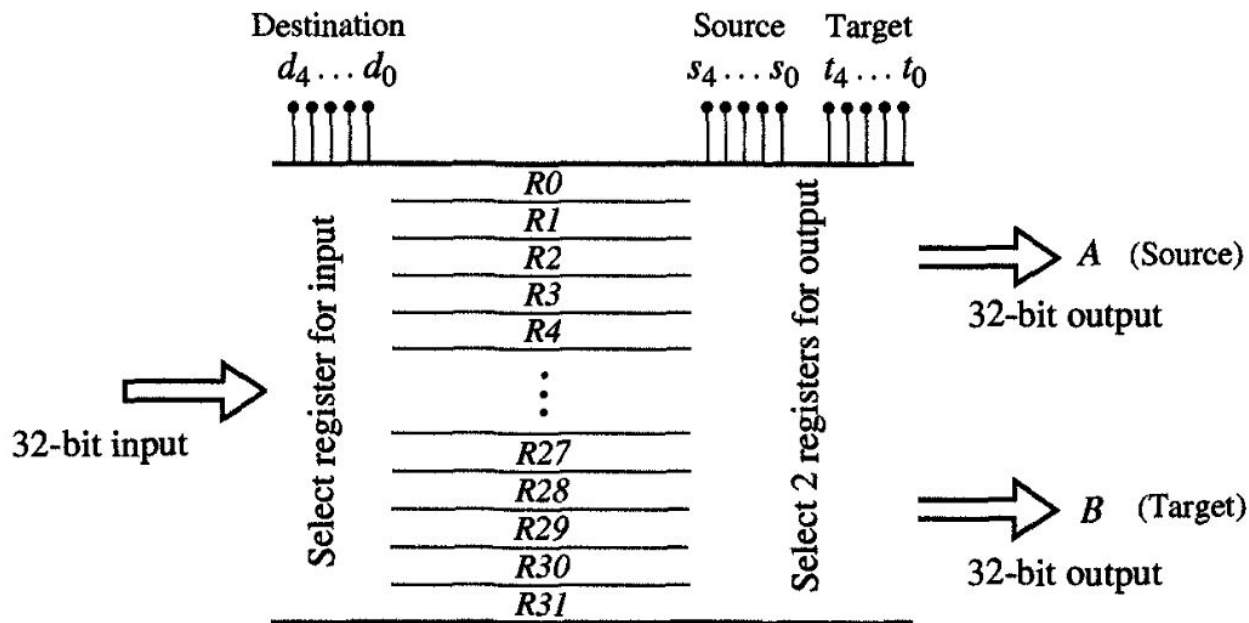 Destination
d4 ... d0
Source
s4 ... s0
Target
t4 ... t0
R0
R1
R2
R3
R4
R27
R28
R29
R30
R31
Select register for input
Select 2 registers for output
32-bit input
A (Source)
32-bit output
B (Target)
32-bit output